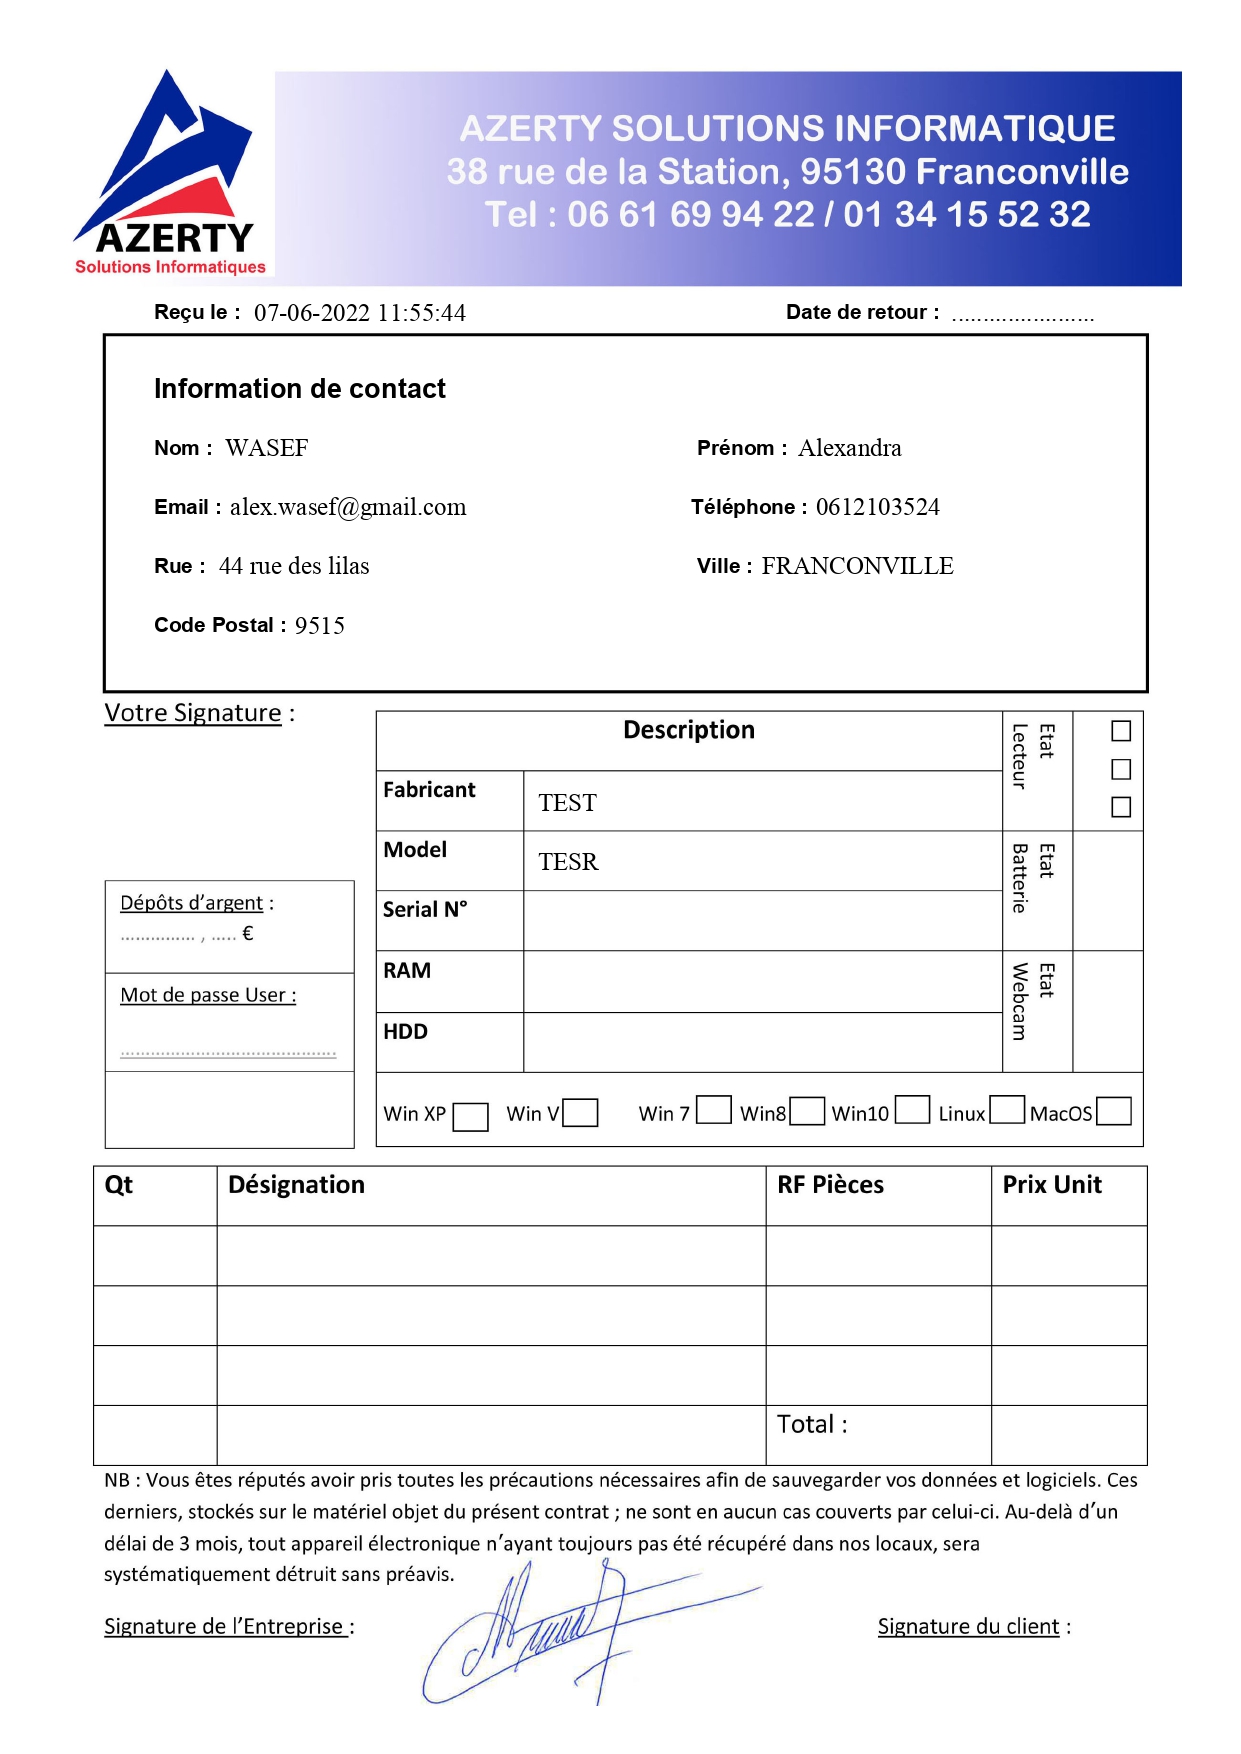 AZERTY
Solutions Informatiques
AZERTY SOLUTIONS INFORMATIQUE
38 rue de la Station, 95130 Franconville
Tel : 06 61 69 94 22 / 01 34 15 52 32
Reçu le : 07-06-2022 11:55:44 Date de retour : .......................
Information de contact
Nom : WASEF Prénom : Alexandra
Email : alex.wasef@gmail.com Téléphone : 0612103524
Rue : 44 rue des lilas Ville : FRANCONVILLE
Code Postal : 9515
Votre Signature :
Description
Etat
Lecteur
Fabricant TEST
Model TESR
Etat
Batterie
Serial N°
RAM
Etat
Webcam
HDD
Dépôts d'argent :
............... , ..... €
Mot de passe User :
...........................................
Win XP Win V Win 7 Win8 Win10 Linux MacOS
Qt Désignation RF Pièces Prix Unit
Total :
NB : Vous êtes réputés avoir pris toutes les précautions nécessaires afin de sauvegarder vos données et logiciels. Ces
derniers, stockés sur le matériel objet du présent contrat ; ne sont en aucun cas couverts par celui-ci. Au-delà d'un
délai de 3 mois, tout appareil électronique n'ayant toujours pas été récupéré dans nos locaux, sera
systématiquement détruit sans préavis.
Signature de l'Entreprise : Signature du client :